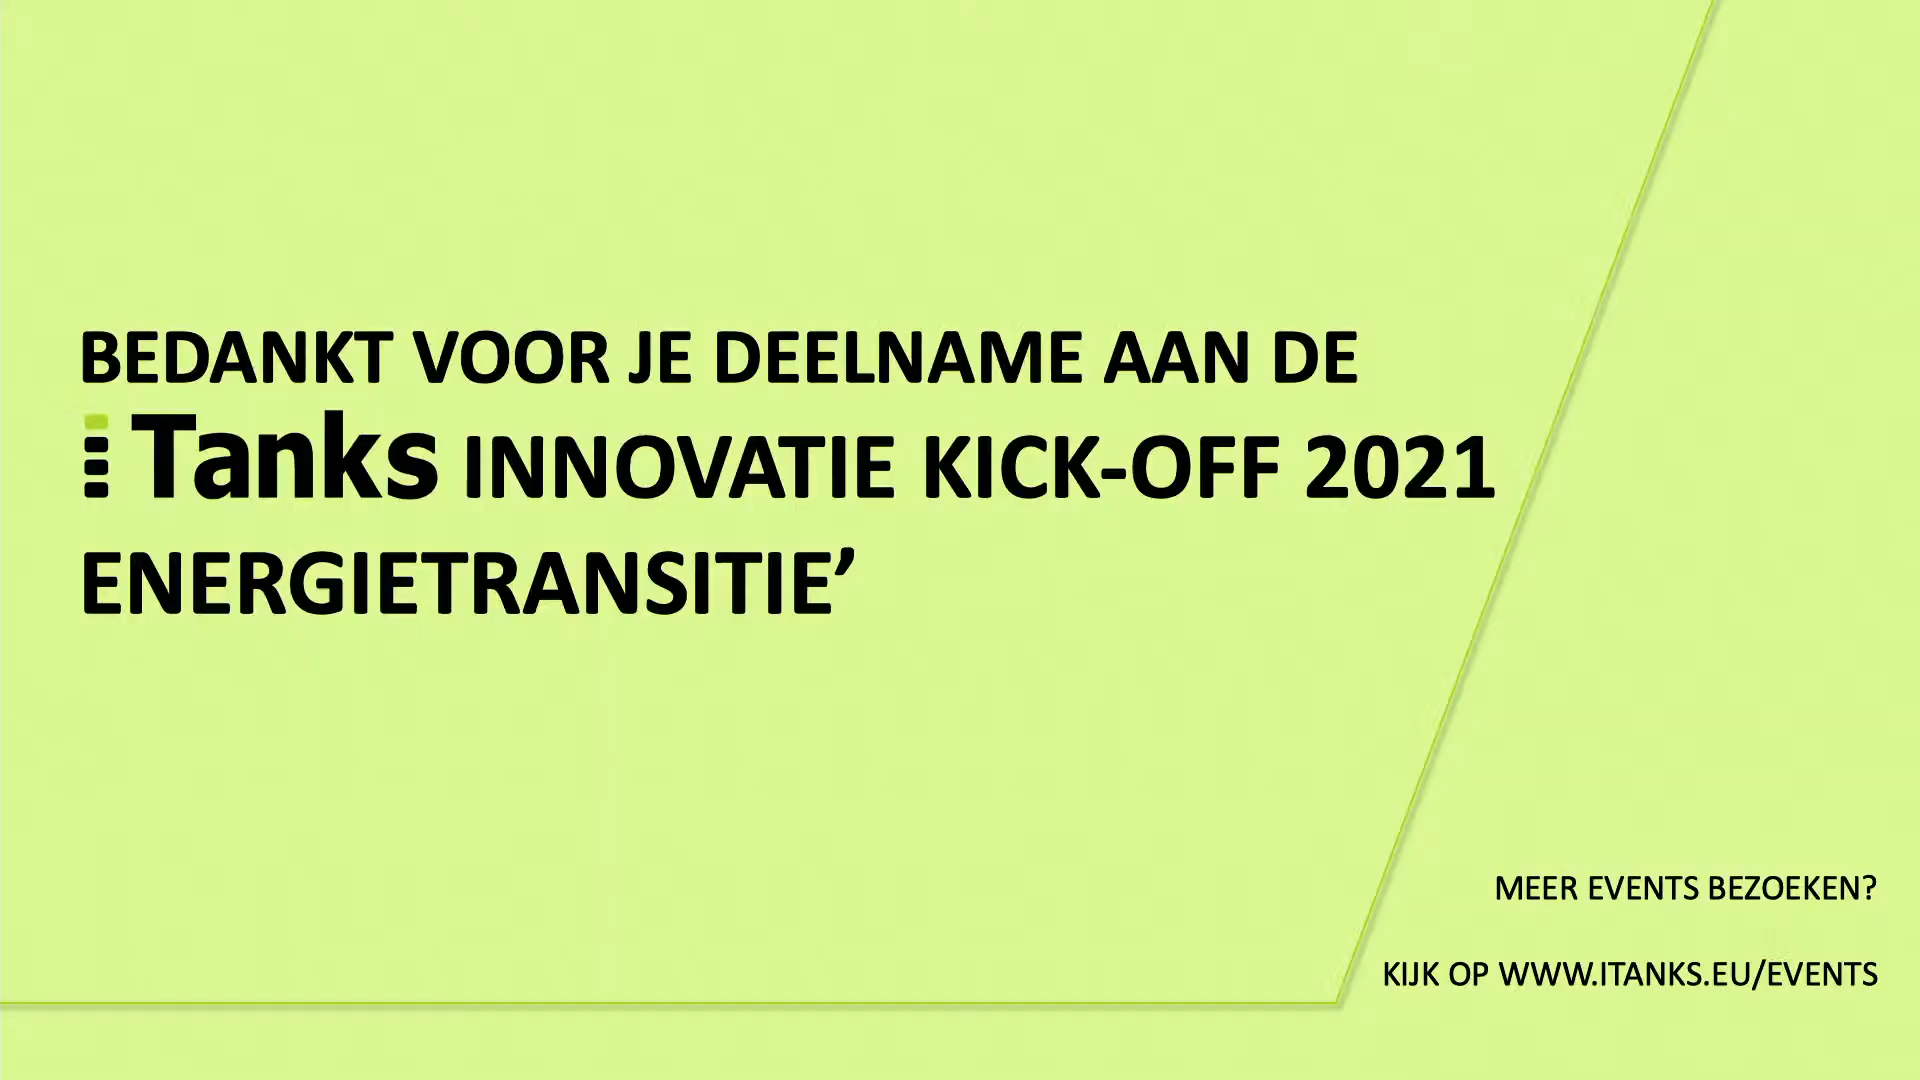 BEDANKT VOOR JE DEELNAME AAN DE
iTanks INNOVATIE KICK-OFF 2021
ENERGIETRANSITIE’
MEER EVENTS BEZOEKEN?
KIJK OP WWW.ITANKS.EU/EVENTS